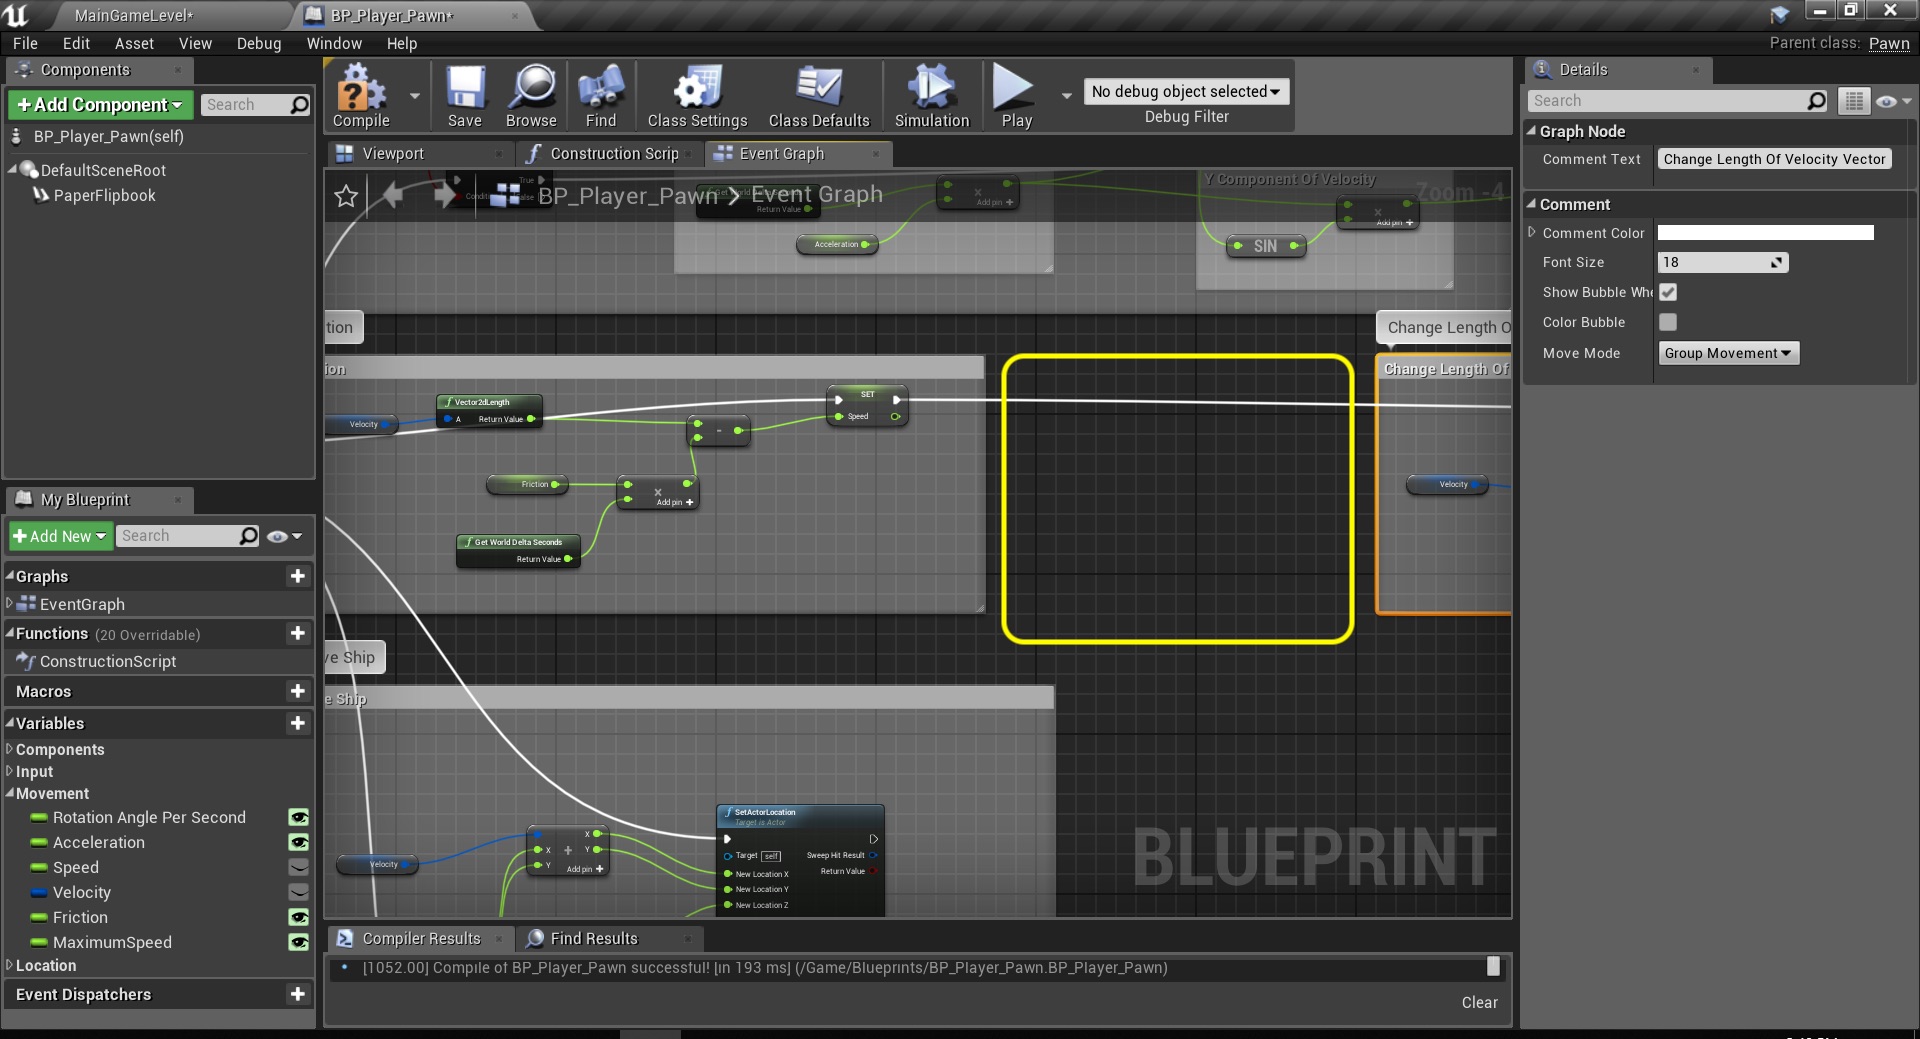 MainGameLevel*
BP_Player_Pawn*
File Edit Asset View Debug Window Help
Parent class: Pawn
Components
+Add Component
Search
BP_Player_Pawn(self)
DefaultSceneRoot
PaperFlipbook
My Blueprint
+Add New
Search
Graphs
EventGraph
Functions (20 Overridable)
ConstructionScript
Macros
Variables
Components
Input
Movement
Rotation Angle Per Second
Acceleration
Speed
Velocity
Friction
MaximumSpeed
Location
Event Dispatchers
Compile
Save
Browse
Find
Class Settings
Class Defaults
Simulation
Play
No debug object selected
Debug Filter
Viewport
Construction Scrip
Event Graph
BP_Player_Pawn > Event Graph
Zoom -4
True
Return Value
Add pin +
Acceleration
Y Component Of Velocity
Add pin +
SIN
tion
Change Length O
ion
Change Length Of
Vector2dLength
A Return Value
Velocity
SET
Speed
-
Friction
x
Add pin +
Get World Delta Seconds
Return Value
Velocity
ve Ship
e Ship
Velocity
X
X + Y
Y
Add pin +
SetActorLocation
Target is Actor
Target self
Sweep Hit Result
Return Value
New Location X
New Location Y
New Location Z
BLUEPRINT
Compiler Results
Find Results
[1052.00] Compile of BP_Player_Pawn successful! [in 193 ms] (/Game/Blueprints/BP_Player_Pawn.BP_Player_Pawn)
Clear
Details
Search
Graph Node
Comment Text Change Length Of Velocity Vector
Comment
Comment Color
Font Size 18
Show Bubble Whe
Color Bubble
Move Mode Group Movement